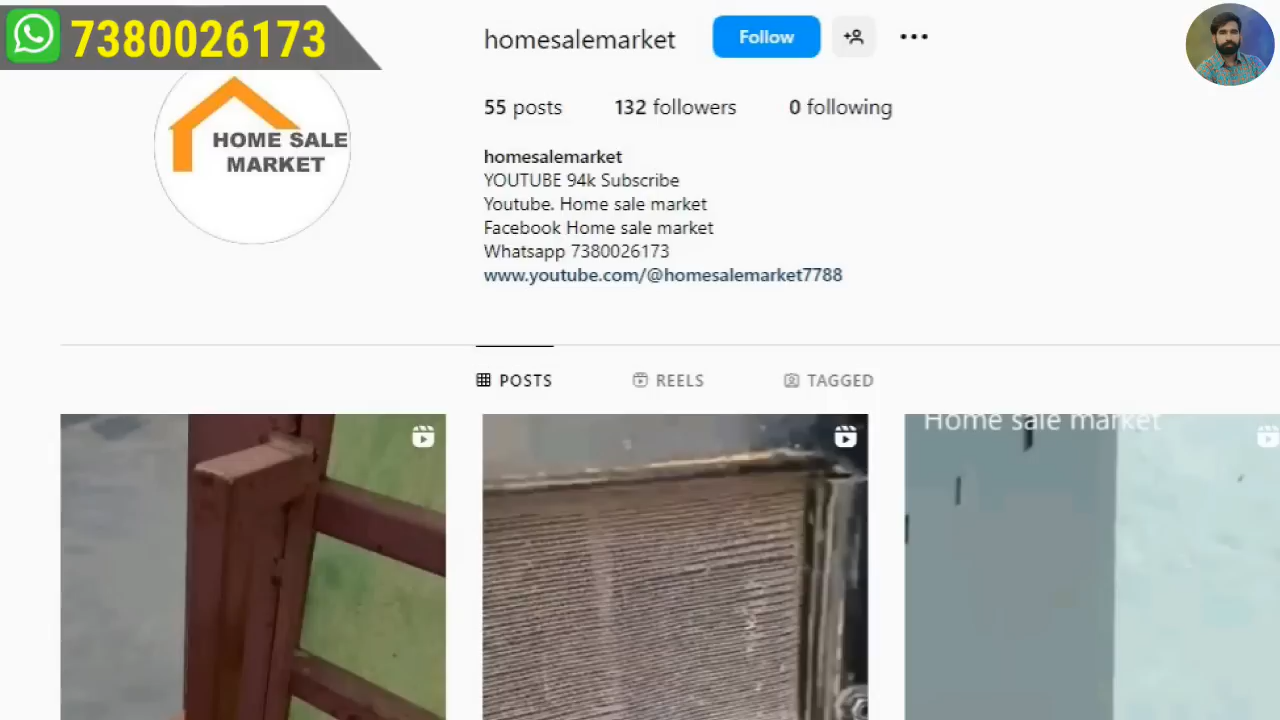 7380026173
homesalemarket
Follow
55 posts 132 followers 0 following
HOME SALE
MARKET
homesalemarket
YOUTUBE 94k Subscribe
Youtube. Home sale market
Facebook Home sale market
Whatsapp 7380026173
www.youtube.com/@homesalemarket7788
POSTS REELS TAGGED
Home sale market